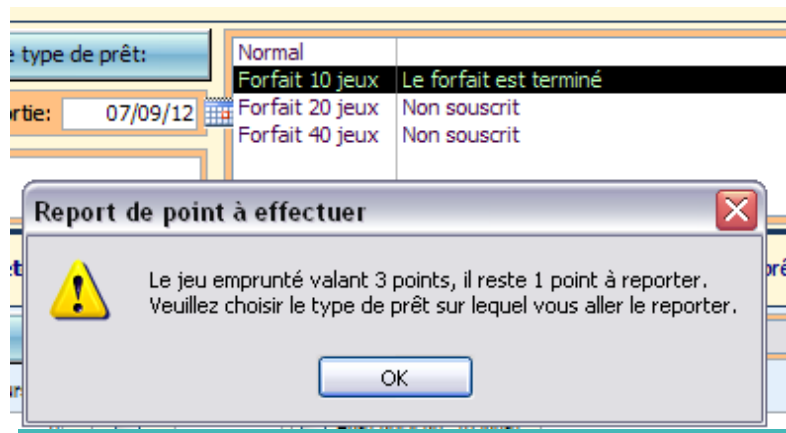 type de prêt:
Normal
Forfait 10 jeux Le forfait est terminé
rtie: 07/09/12
Forfait 20 jeux Non souscrit
Forfait 40 jeux Non souscrit
Report de point à effectuer
Le jeu emprunté valant 3 points, il reste 1 point à reporter.
Veuillez choisir le type de prêt sur lequel vous aller le reporter.
OK